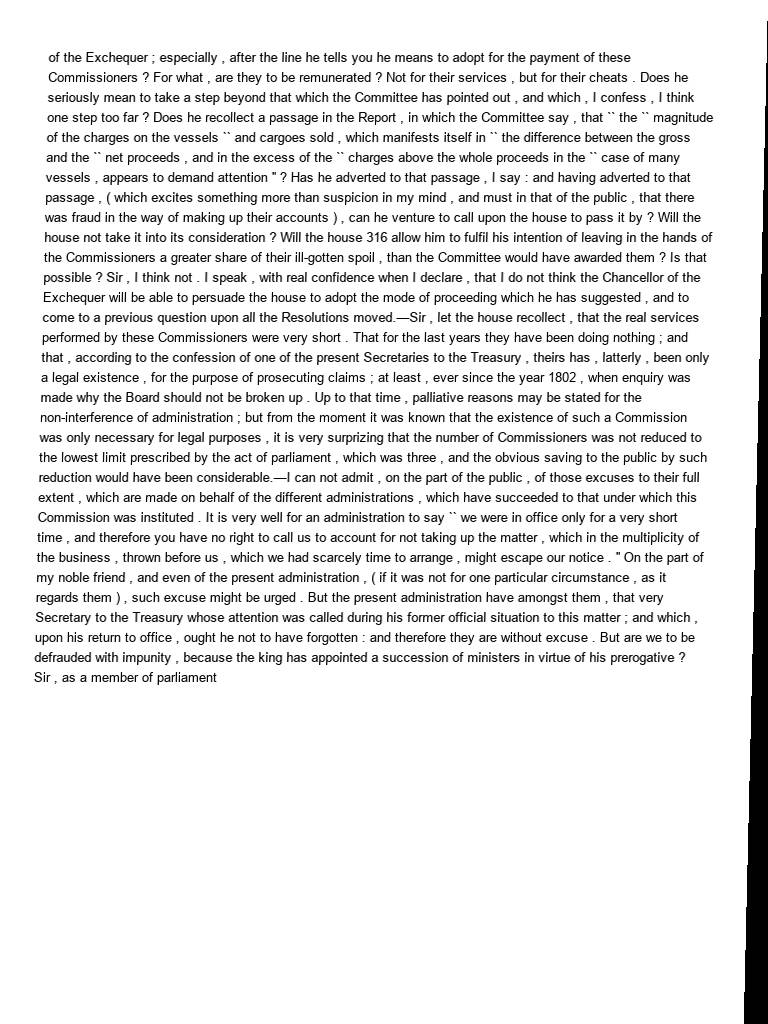 of the Exchequer ; especially , after the line he tells you he means to adopt for the payment of these
Commissioners ? For what , are they to be remunerated ? Not for their services , but for their cheats . Does he
seriously mean to take a step beyond that which the Committee has pointed out , and which , I confess , I think
one step too far ? Does he recollect a passage in the Report , in which the Committee say , that `` the `` magnitude
of the charges on the vessels `` and cargoes sold , which manifests itself in `` the difference between the gross
and the `` net proceeds , and in the excess of the `` charges above the whole proceeds in the `` case of many
vessels , appears to demand attention " ? Has he adverted to that passage , I say : and having adverted to that
passage , ( which excites something more than suspicion in my mind , and must in that of the public , that there
was fraud in the way of making up their accounts ) , can he venture to call upon the house to pass it by ? Will the
house not take it into its consideration ? Will the house 316 allow him to fulfil his intention of leaving in the hands of
the Commissioners a greater share of their ill-gotten spoil , than the Committee would have awarded them ? Is that
possible ? Sir , I think not . I speak , with real confidence when I declare , that I do not think the Chancellor of the
Exchequer will be able to persuade the house to adopt the mode of proceeding which he has suggested , and to
come to a previous question upon all the Resolutions moved.—Sir , let the house recollect , that the real services
performed by these Commissioners were very short . That for the last years they have been doing nothing ; and
that , according to the confession of one of the present Secretaries to the Treasury , theirs has , latterly , been only
a legal existence , for the purpose of prosecuting claims ; at least , ever since the year 1802 , when enquiry was
made why the Board should not be broken up . Up to that time , palliative reasons may be stated for the
non-interference of administration ; but from the moment it was known that the existence of such a Commission
was only necessary for legal purposes , it is very surprizing that the number of Commissioners was not reduced to
the lowest limit prescribed by the act of parliament , which was three , and the obvious saving to the public by such
reduction would have been considerable.—I can not admit , on the part of the public , of those excuses to their full
extent , which are made on behalf of the different administrations , which have succeeded to that under which this
Commission was instituted . It is very well for an administration to say `` we were in office only for a very short
time , and therefore you have no right to call us to account for not taking up the matter , which in the multiplicity of
the business , thrown before us , which we had scarcely time to arrange , might escape our notice . " On the part of
my noble friend , and even of the present administration , ( if it was not for one particular circumstance , as it
regards them ) , such excuse might be urged . But the present administration have amongst them , that very
Secretary to the Treasury whose attention was called during his former official situation to this matter ; and which ,
upon his return to office , ought he not to have forgotten : and therefore they are without excuse . But are we to be
defrauded with impunity , because the king has appointed a succession of ministers in virtue of his prerogative ?
Sir , as a member of parliament